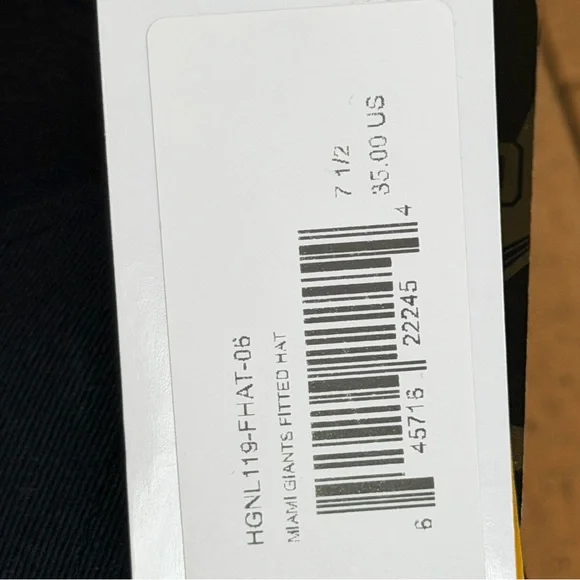 HGNL119-FHAT-06
MIAMI GIANTS FITTED HAT
7 1/2
35.00 US
6 45716 22245 4